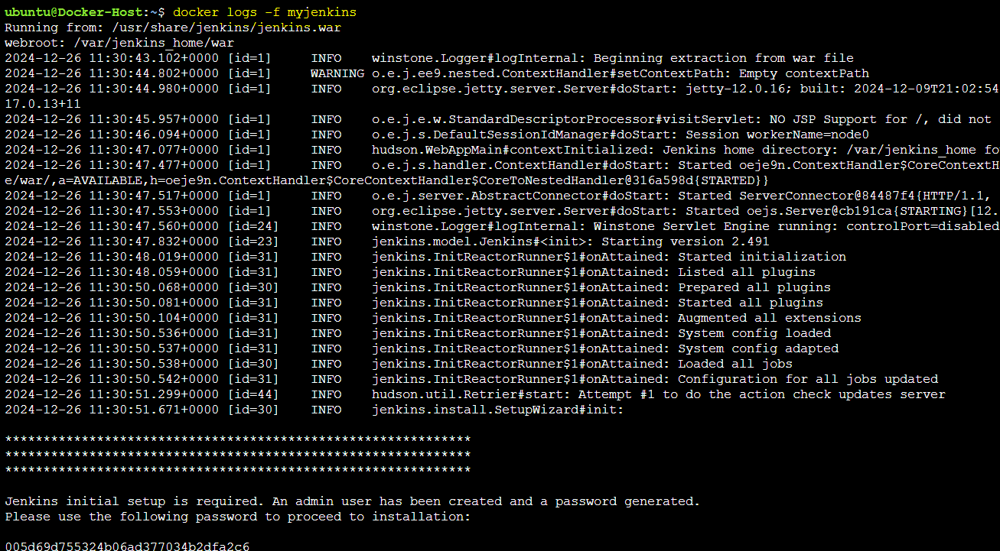 ubuntu@Docker-Host:~$ docker logs -f myjenkins
Running from: /usr/share/jenkins/jenkins.war
webroot: /var/jenkins_home/war
2024-12-26 11:30:43.102+0000 [id=1]     INFO    winstone.Logger#logInternal: Beginning extraction from war file
2024-12-26 11:30:44.802+0000 [id=1]     WARNING o.e.j.ee9.nested.ContextHandler#setContextPath: Empty contextPath
2024-12-26 11:30:44.980+0000 [id=1]     INFO    org.eclipse.jetty.server.Server#doStart: jetty-12.0.16; built: 2024-12-09T21:02:54
17.0.13+11
2024-12-26 11:30:45.957+0000 [id=1]     INFO    o.e.j.e.w.StandardDescriptorProcessor#visitServlet: NO JSP Support for /, did not
2024-12-26 11:30:46.094+0000 [id=1]     INFO    o.e.j.s.DefaultSessionIdManager#doStart: Session workerName=node0
2024-12-26 11:30:47.077+0000 [id=1]     INFO    hudson.WebAppMain#contextInitialized: Jenkins home directory: /var/jenkins_home fo
2024-12-26 11:30:47.477+0000 [id=1]     INFO    o.e.j.s.handler.ContextHandler#doStart: Started oeje9n.ContextHandler$CoreContextH
e/war/,a=AVAILABLE,h=oeje9n.ContextHandler$CoreContextHandler$CoreToNestedHandler@316a598d{STARTED}}
2024-12-26 11:30:47.517+0000 [id=1]     INFO    o.e.j.server.AbstractConnector#doStart: Started ServerConnector@84487f4{HTTP/1.1,
2024-12-26 11:30:47.553+0000 [id=1]     INFO    org.eclipse.jetty.server.Server#doStart: Started oejs.Server@cb191ca{STARTING}[12.
2024-12-26 11:30:47.560+0000 [id=24]    INFO    winstone.Logger#logInternal: Winstone Servlet Engine running: controlPort=disabled
2024-12-26 11:30:47.832+0000 [id=23]    INFO    jenkins.model.Jenkins#<init>: Starting version 2.491
2024-12-26 11:30:48.019+0000 [id=31]    INFO    jenkins.InitReactorRunner$1#onAttained: Started initialization
2024-12-26 11:30:48.059+0000 [id=31]    INFO    jenkins.InitReactorRunner$1#onAttained: Listed all plugins
2024-12-26 11:30:50.068+0000 [id=30]    INFO    jenkins.InitReactorRunner$1#onAttained: Prepared all plugins
2024-12-26 11:30:50.081+0000 [id=31]    INFO    jenkins.InitReactorRunner$1#onAttained: Started all plugins
2024-12-26 11:30:50.104+0000 [id=31]    INFO    jenkins.InitReactorRunner$1#onAttained: Augmented all extensions
2024-12-26 11:30:50.536+0000 [id=31]    INFO    jenkins.InitReactorRunner$1#onAttained: System config loaded
2024-12-26 11:30:50.537+0000 [id=31]    INFO    jenkins.InitReactorRunner$1#onAttained: System config adapted
2024-12-26 11:30:50.538+0000 [id=30]    INFO    jenkins.InitReactorRunner$1#onAttained: Loaded all jobs
2024-12-26 11:30:50.542+0000 [id=31]    INFO    jenkins.InitReactorRunner$1#onAttained: Configuration for all jobs updated
2024-12-26 11:30:51.299+0000 [id=44]    INFO    hudson.util.Retrier#start: Attempt #1 to do the action check updates server
2024-12-26 11:30:51.671+0000 [id=30]    INFO    jenkins.install.SetupWizard#init:
*************************************************************
*************************************************************
*************************************************************
Jenkins initial setup is required. An admin user has been created and a password generated.
Please use the following password to proceed to installation:
005d69d755324b06ad377034b2dfa2c6